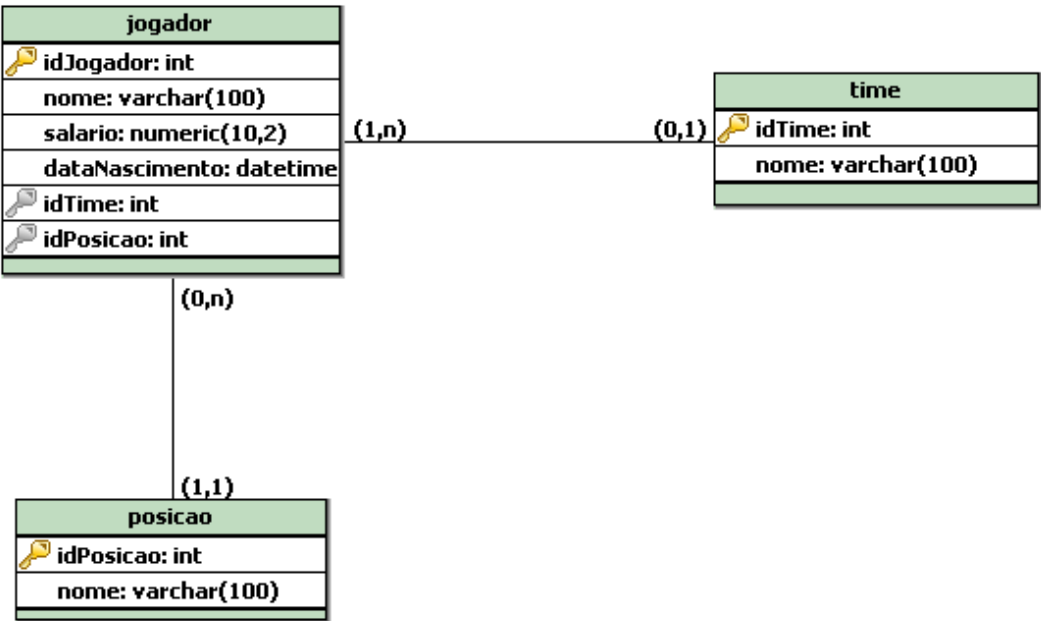 jogador
idJogador: int
nome: varchar(100)
salario: numeric(10,2)
dataNascimento: datetime
idTime: int
idPosicao: int
(1,n)
(0,1)
time
idTime: int
nome: varchar(100)
(0,n)
(1,1)
posicao
idPosicao: int
nome: varchar(100)